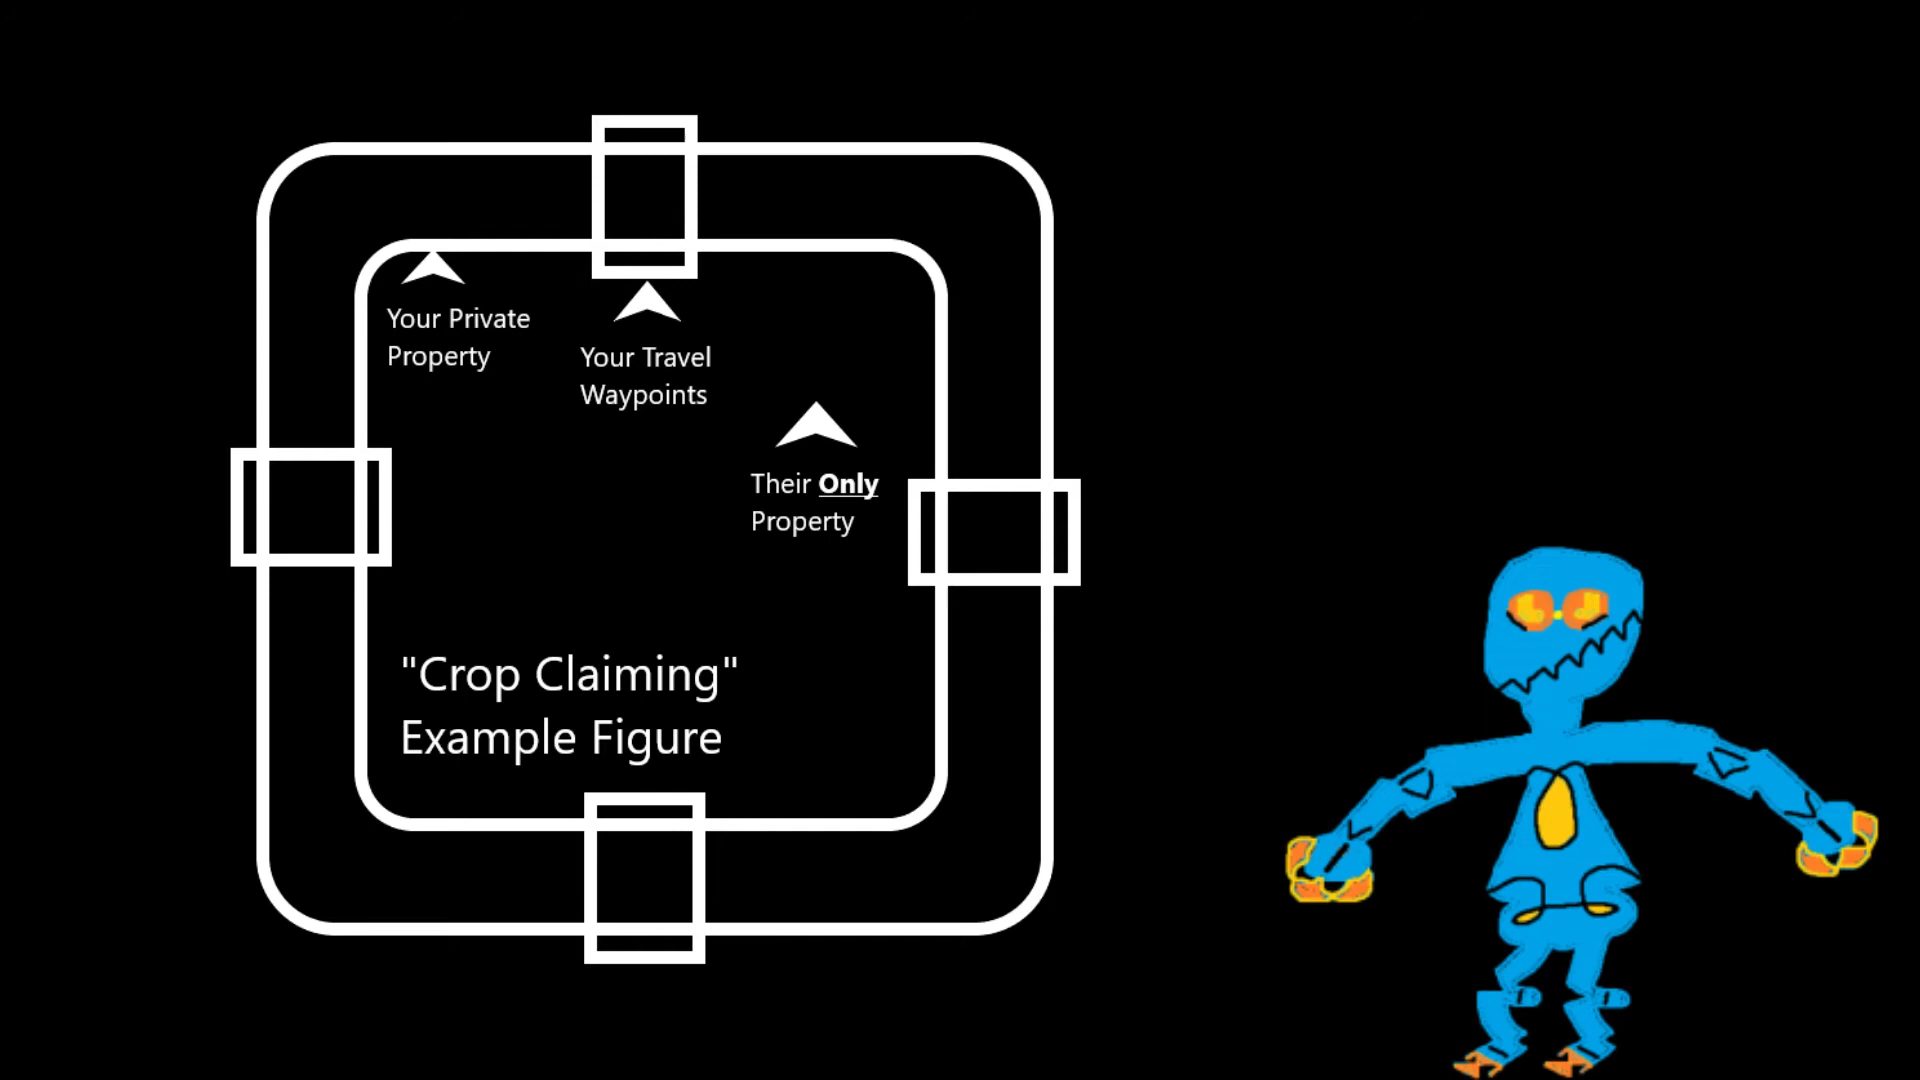 Your Private
Property
Your Travel
Waypoints
Their Only
Property
"Crop Claiming"
Example Figure